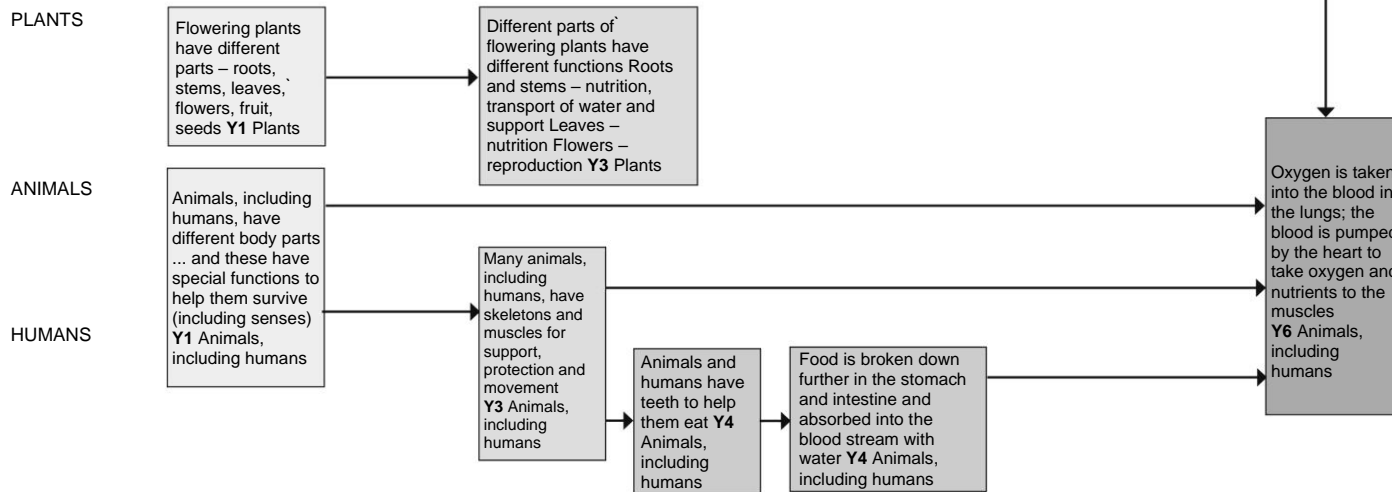 PLANTS
Flowering plants
have different
parts – roots,
stems, leaves,`
flowers, fruit,
seeds Y1 Plants
Different parts of`
flowering plants have
different functions Roots
and stems – nutrition,
transport of water and
support Leaves –
nutrition Flowers –
reproduction Y3 Plants
ANIMALS
Animals, including
humans, have
different body parts
... and these have
special functions to
help them survive
(including senses)
Y1 Animals,
including humans
HUMANS
Many animals,
including
humans, have
skeletons and
muscles for
support,
protection and
movement
Y3 Animals,
including
humans
Animals and
humans have
teeth to help
them eat Y4
Animals,
including
humans
Food is broken down
further in the stomach
and intestine and
absorbed into the
blood stream with
water Y4 Animals,
including humans
Oxygen is taken
into the blood in
the lungs; the
blood is pumped
by the heart to
take oxygen and
nutrients to the
muscles
Y6 Animals,
including
humans